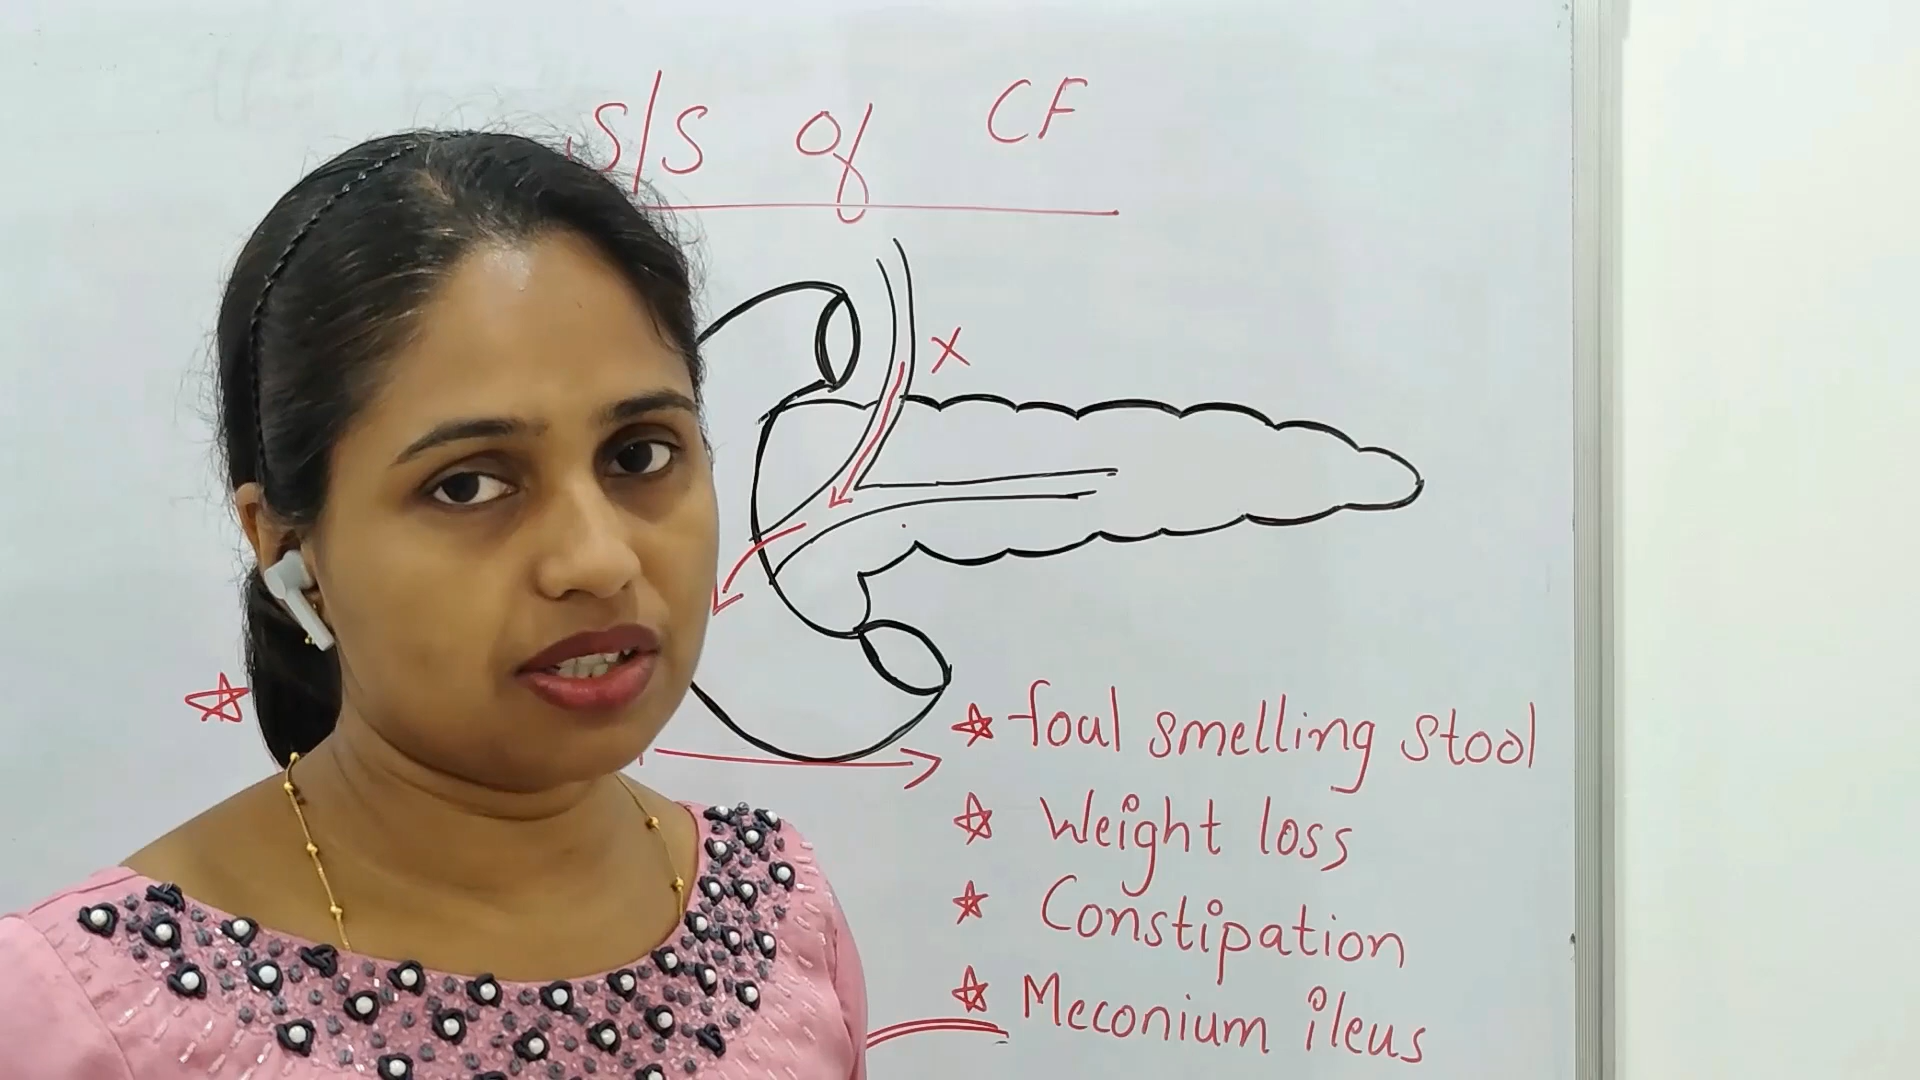 S/S of CF
X
foul smelling stool
Weight loss
Constipation
Meconium ileus